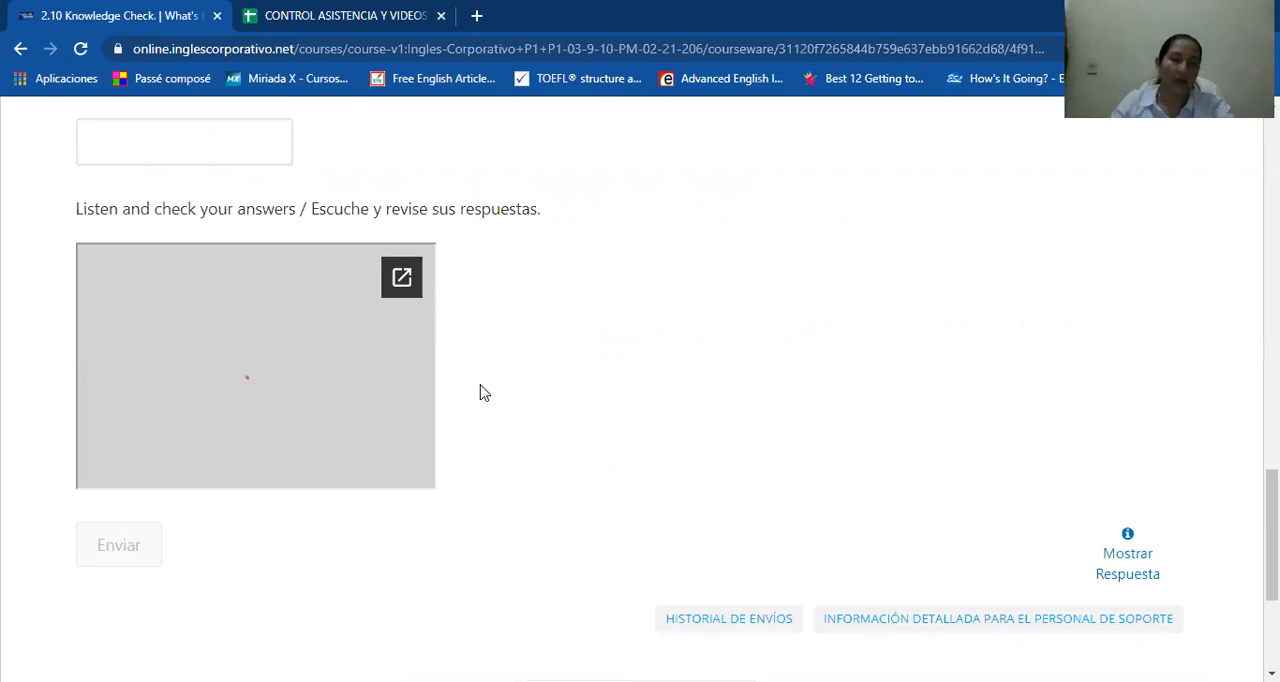 2.10 Knowledge Check. | What's
CONTROL ASISTENCIA Y VIDEOS
online.inglescorporativo.net/courses/course-v1:Ingles-Corporativo+P1+P1-03-9-10-PM-02-21-206/courseware/31120f7265844b759e637ebb91662d68/4f91...
Aplicaciones
Passé composé
Miriada X - Cursos...
Free English Article...
TOEFL® structure a...
Advanced English l...
Best 12 Getting to...
How's It Going? - E
Listen and check your answers / Escuche y revise sus respuestas.
Enviar
Mostrar
Respuesta
HISTORIAL DE ENVÍOS
INFORMACIÓN DETALLADA PARA EL PERSONAL DE SOPORTE